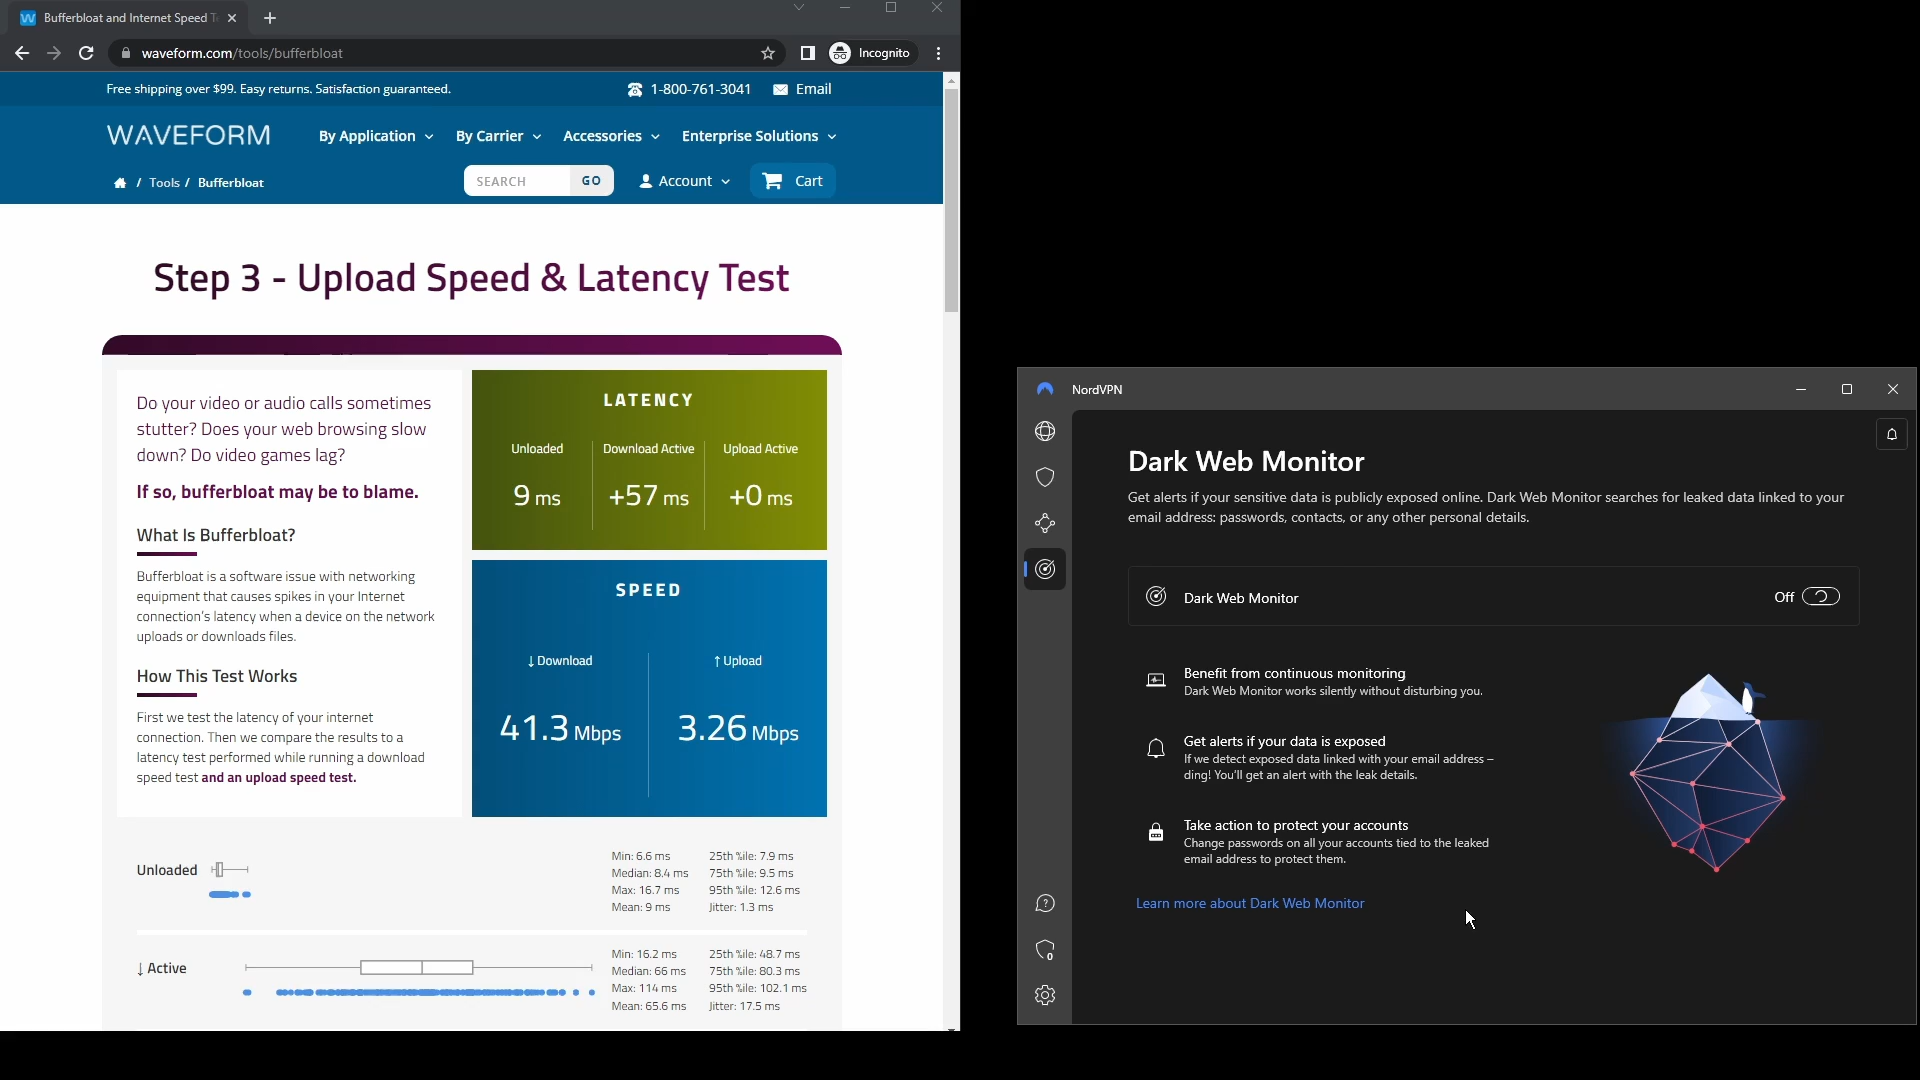 Bufferbloat and Internet Speed T
waveform.com/tools/bufferbloat
Incognito
Free shipping over $99. Easy returns. Satisfaction guaranteed.
1-800-761-3041
Email
WAVEFORM
By Application
By Carrier
Accessories
Enterprise Solutions
/ Tools / Bufferbloat
SEARCH
GO
Account
Cart
Step 3 - Upload Speed & Latency Test
Do your video or audio calls sometimes
stutter? Does your web browsing slow
down? Do video games lag?
If so, bufferbloat may be to blame.
What Is Bufferbloat?
Bufferbloat is a software issue with networking
equipment that causes spikes in your Internet
connection's latency when a device on the network
uploads or downloads files.
How This Test Works
First we test the latency of your internet
connection. Then we compare the results to a
latency test performed while running a download
speed test and an upload speed test.
LATENCY
Unloaded
Download Active
Upload Active
9 ms
+57 ms
+0 ms
SPEED
↓ Download
↑ Upload
41.3 Mbps
3.26 Mbps
Unloaded
Min: 6.6 ms
25th %ile: 7.9 ms
Median: 8.4 ms
75th %ile: 9.5 ms
Max: 16.7 ms
95th %ile: 12.6 ms
Mean: 9 ms
Jitter: 1.3 ms
↓ Active
Min: 16.2 ms
25th %ile: 48.7 ms
Median: 66 ms
75th %ile: 80.3 ms
Max: 114 ms
95th %ile: 102.1 ms
Mean: 65.6 ms
Jitter: 17.5 ms
NordVPN
Dark Web Monitor
Get alerts if your sensitive data is publicly exposed online. Dark Web Monitor searches for leaked data linked to your
email address: passwords, contacts, or any other personal details.
Dark Web Monitor
Off
Benefit from continuous monitoring
Dark Web Monitor works silently without disturbing you.
Get alerts if your data is exposed
If we detect exposed data linked with your email address –
ding! You'll get an alert with the leak details.
Take action to protect your accounts
Change passwords on all your accounts tied to the leaked
email address to protect them.
Learn more about Dark Web Monitor
0